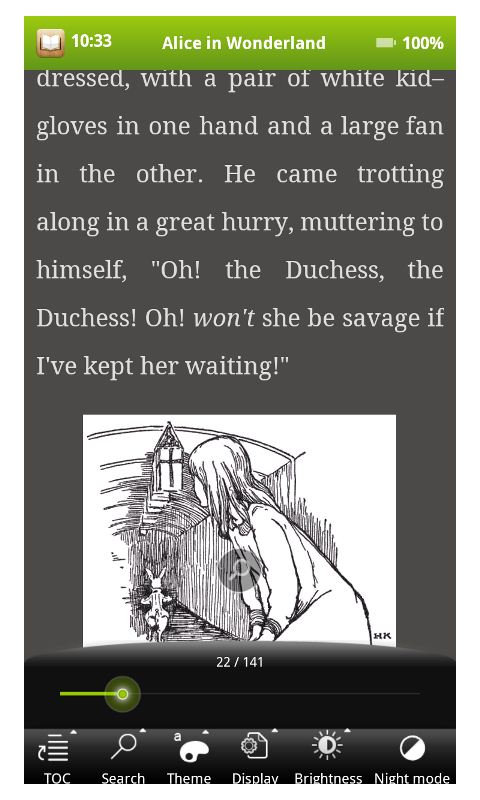 10:33 Alice in Wonderland 100%
dressed, with a pair of white kid–
gloves in one hand and a large fan
in the other. He came trotting
along in a great hurry, muttering to
himself, "Oh! the Duchess, the
Duchess! Oh! won't she be savage if
I've kept her waiting!"
HK
22 / 141
a
TOC Search Theme Display Brightness Night mode